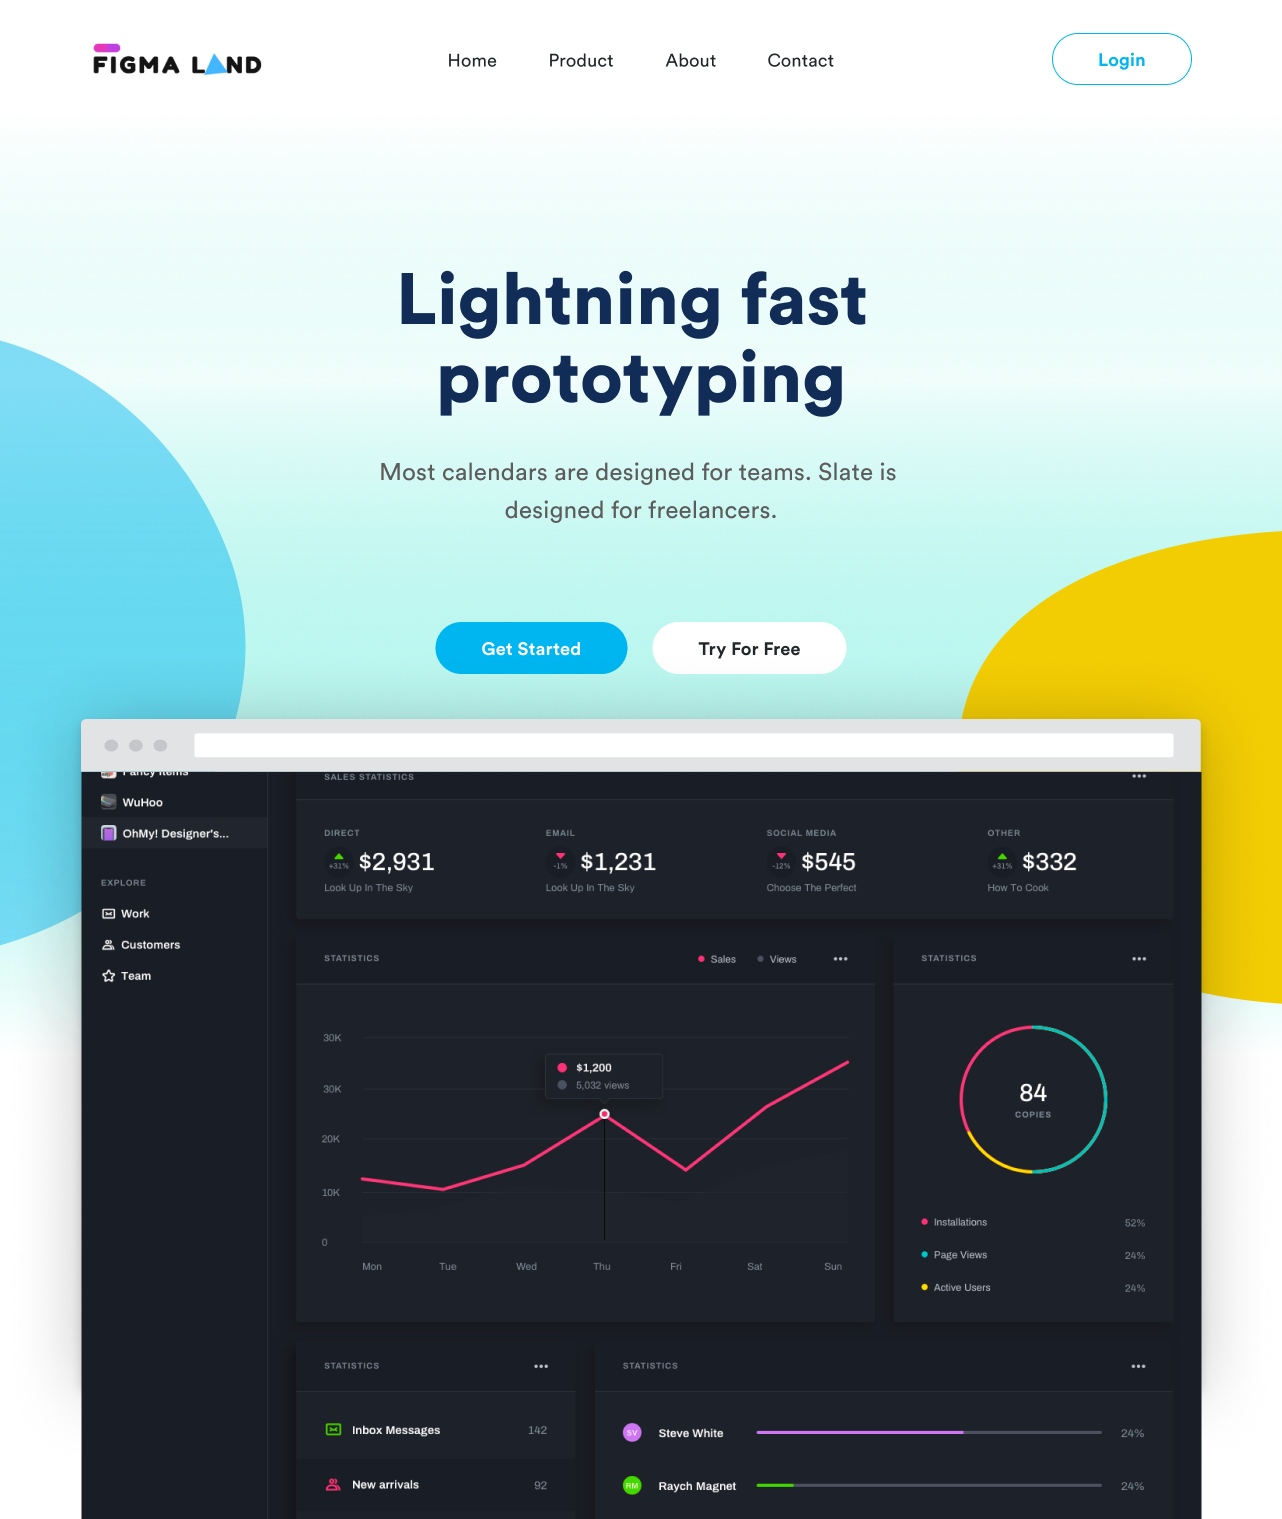 FIGMA LAND
Home
Product
About
Contact
Login
Lightning fast
prototyping
Most calendars are designed for teams. Slate is
designed for freelancers.
Get Started
Try For Free
Fancy items
WuHoo
OhMy! Designer's...
EXPLORE
Work
Customers
Team
SALES STATISTICS
DIRECT
+31%
$2,931
Look Up In The Sky
EMAIL
-1%
$1,231
Look Up In The Sky
SOCIAL MEDIA
-12%
$545
Choose The Perfect
OTHER
+31%
$332
How To Cook
STATISTICS
Sales
Views
30K
30K
20K
10K
0
$1,200
5,032 views
Mon
Tue
Wed
Thu
Fri
Sat
Sun
STATISTICS
84
COPIES
Installations
52%
Page Views
24%
Active Users
24%
STATISTICS
Inbox Messages
142
New arrivals
92
STATISTICS
SV
Steve White
24%
RM
Raych Magnet
24%